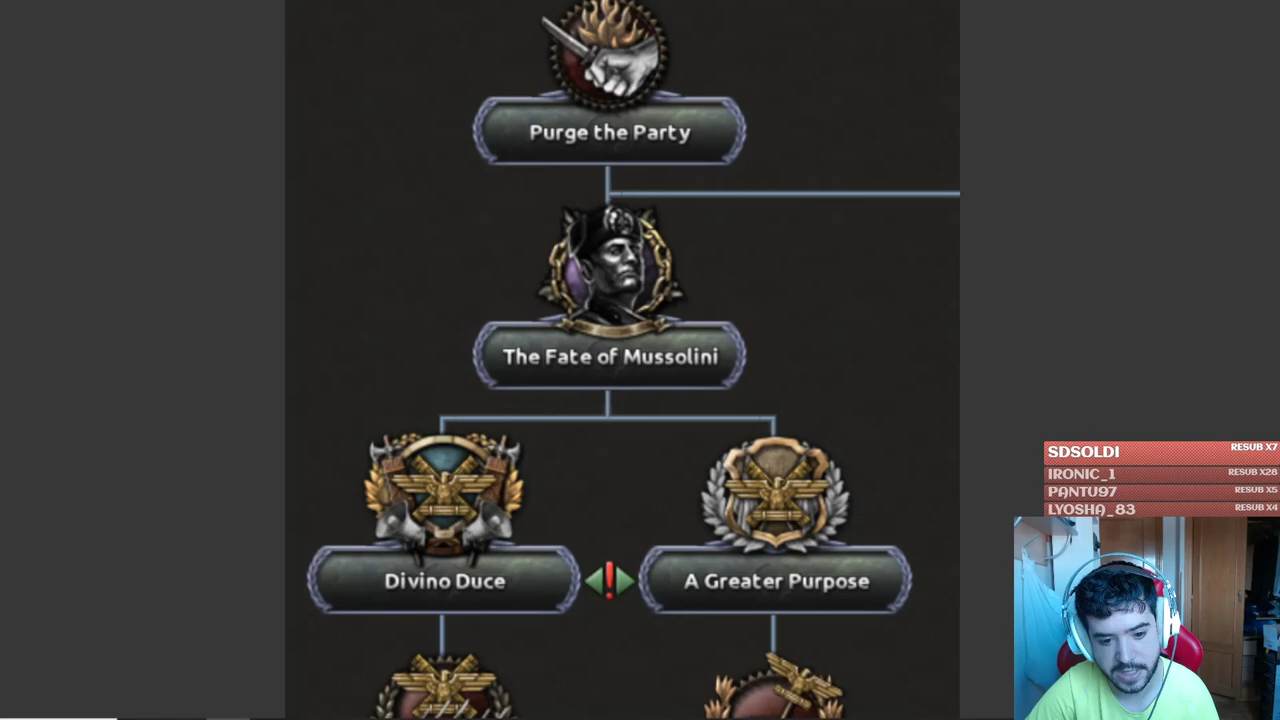 Purge the Party
The Fate of Mussolini
Divino Duce
A Greater Purpose
SDSOLDI RESUB X7
IRONIC_1 RESUB X28
PANTU97 RESUB X5
LYOSHA_83 RESUB X4